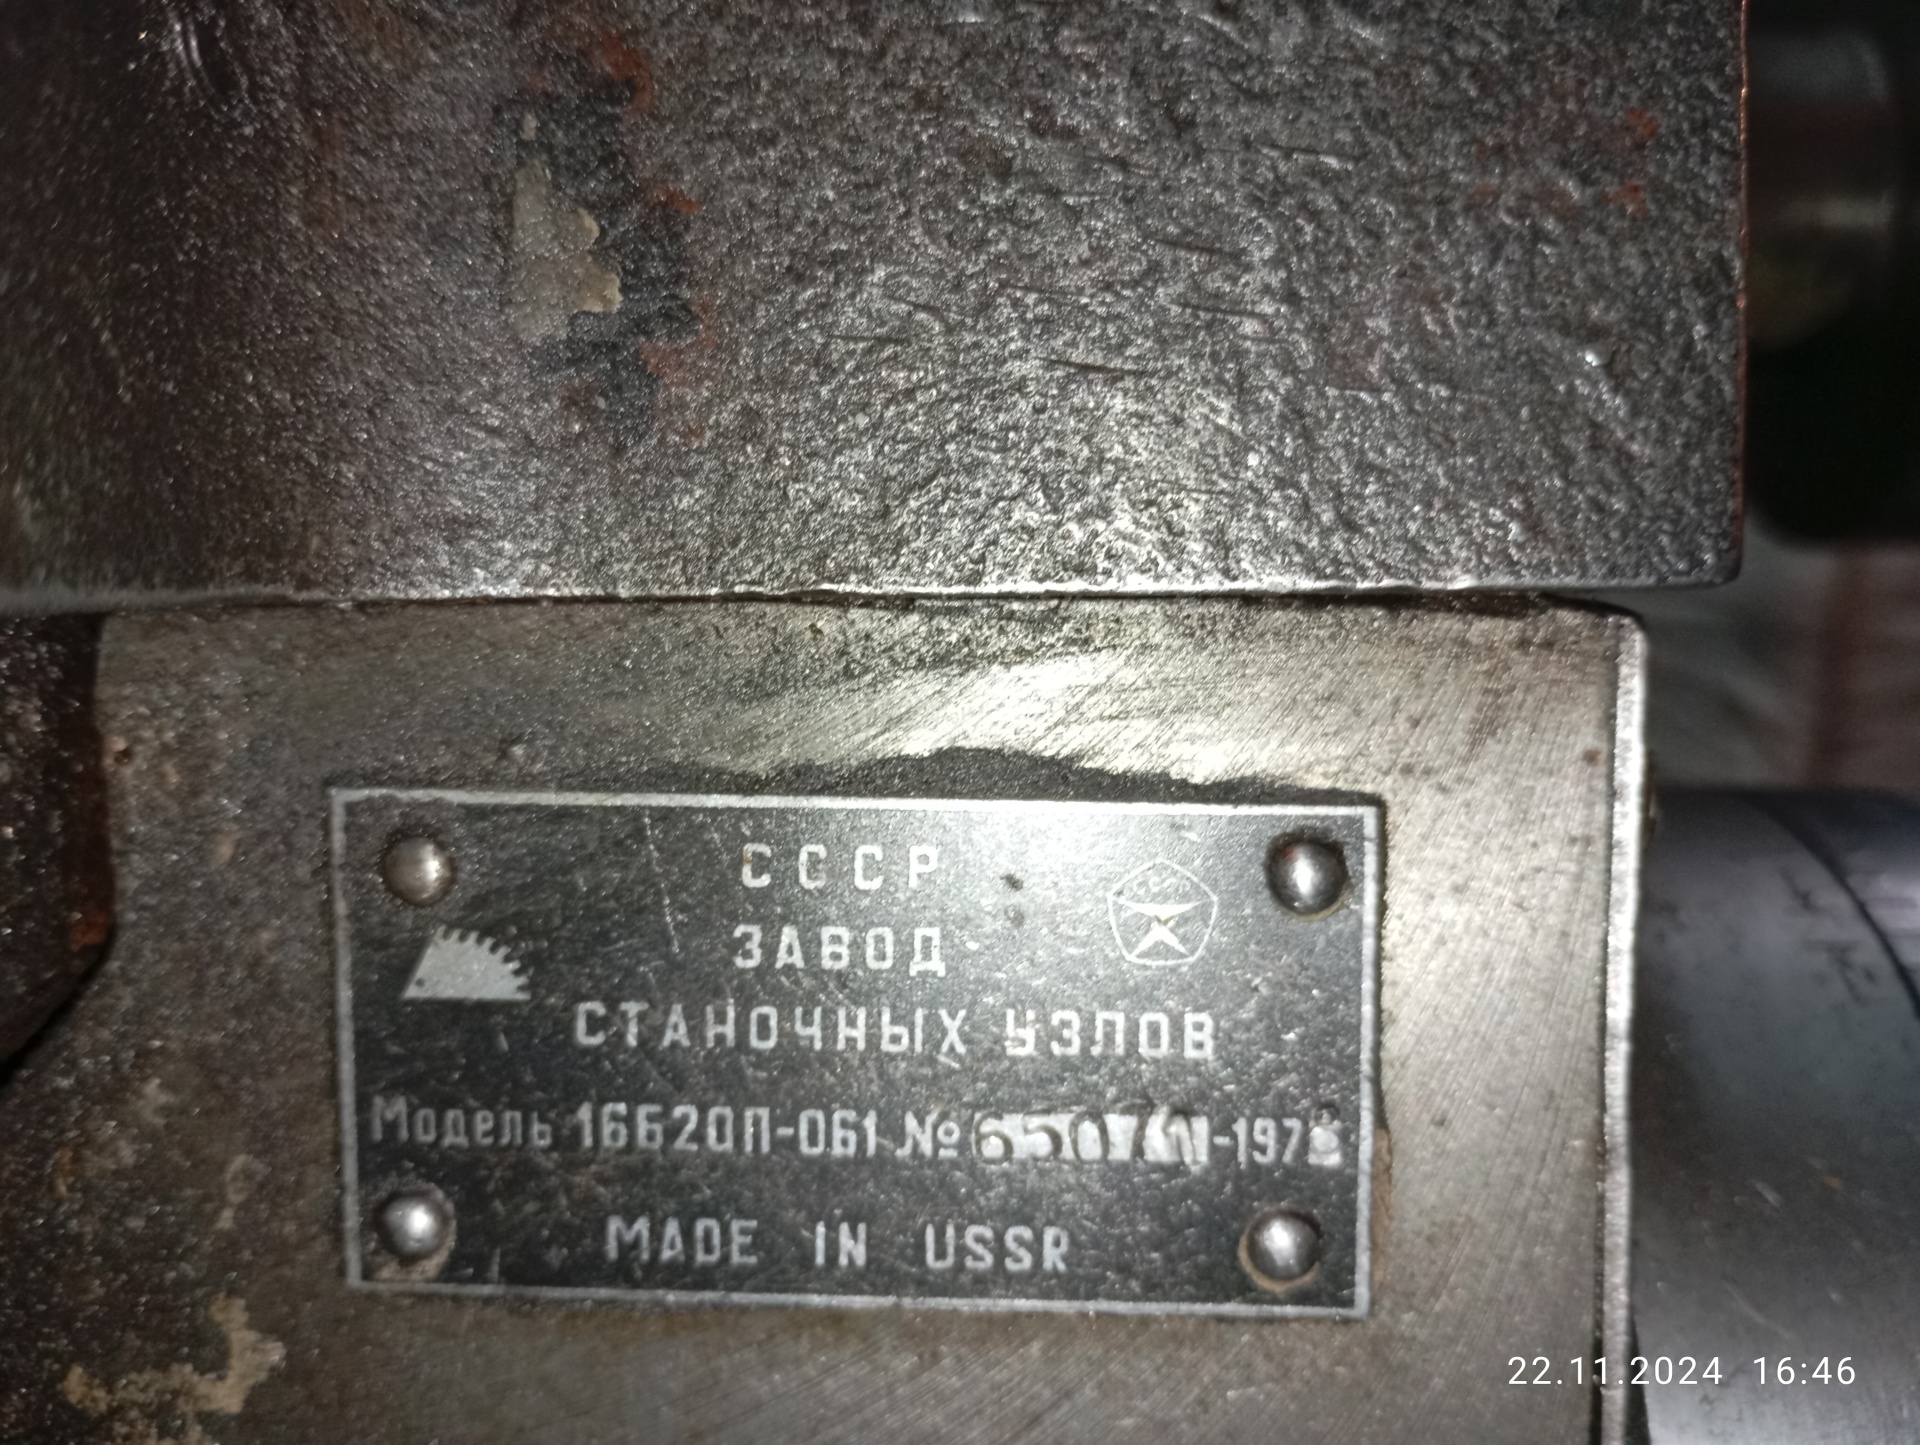 СССР
ЗАВОД
СТАНОЧНЫХ УЗЛОВ
Модель 16Б20П-061 №
MADE IN USSR
22.11.2024 16:46